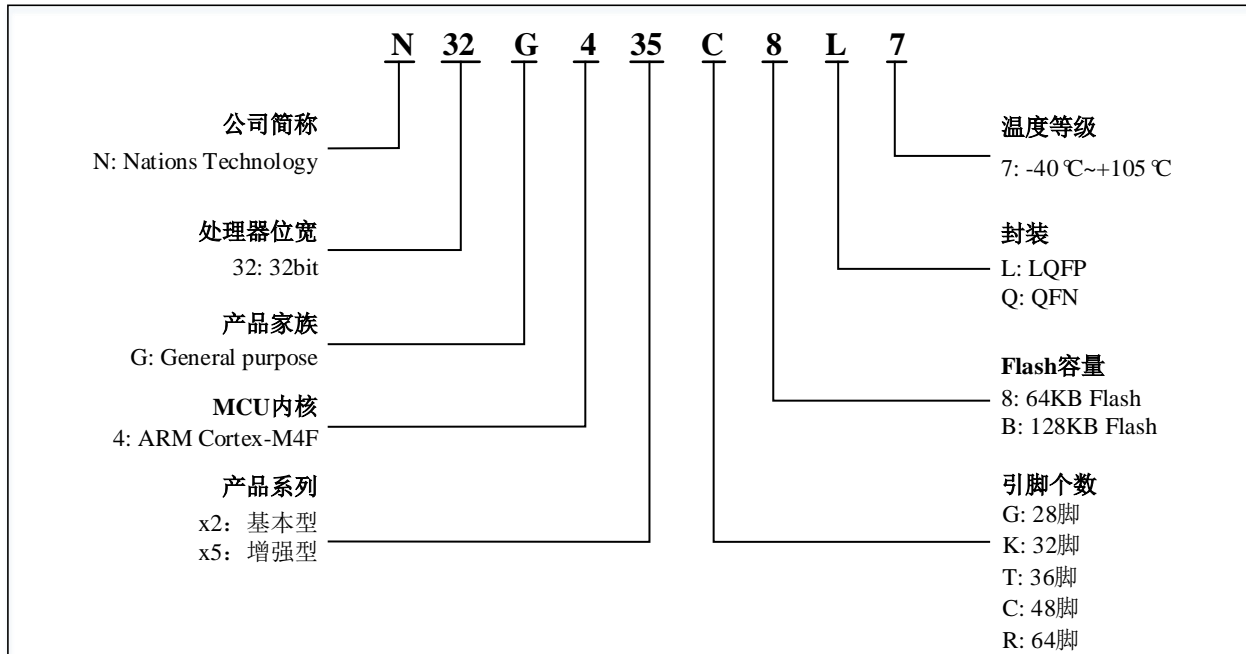 N 32 G 4 35 C 8 L 7
公司简称
N: Nations Technology
处理器位宽
32: 32bit
产品家族
G: General purpose
MCU内核
4: ARM Cortex-M4F
产品系列
x2：基本型
x5：增强型
温度等级
7: -40℃~+105℃
封装
L: LQFP
Q: QFN
Flash容量
8: 64KB Flash
B: 128KB Flash
引脚个数
G: 28脚
K: 32脚
T: 36脚
C: 48脚
R: 64脚